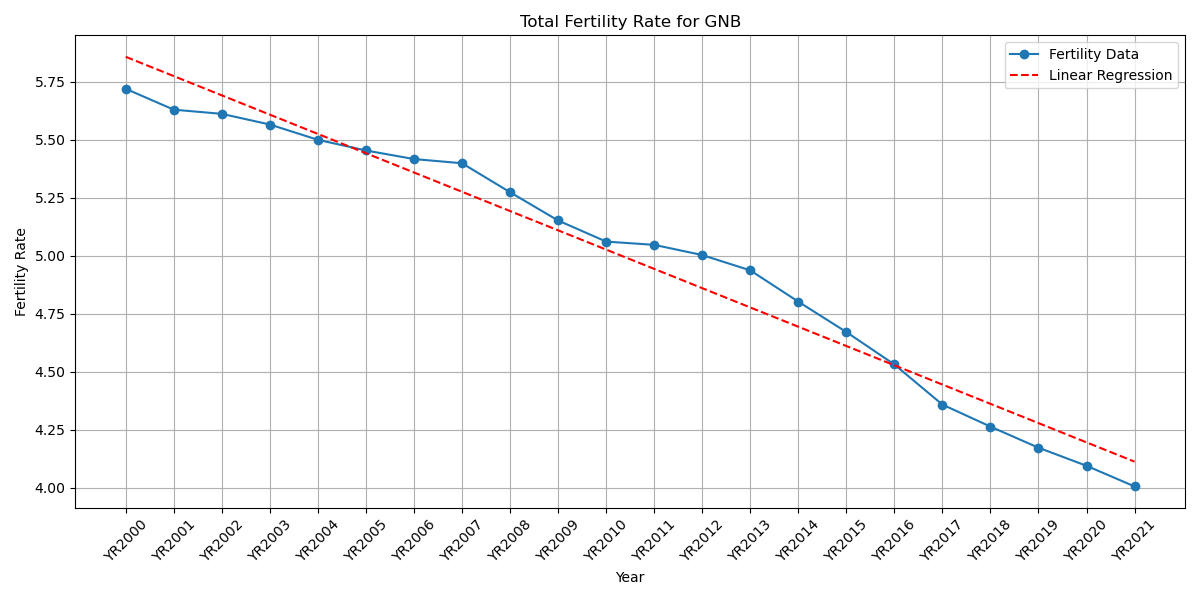 Total Fertility Rate for GNB
Fertility Data
Linear Regression
Fertility Rate
5.75
5.50
5.25
5.00
4.75
4.50
4.25
4.00
YR2000
YR2001
YR2002
YR2003
YR2004
YR2005
YR2006
YR2007
YR2008
YR2009
YR2010
YR2011
YR2012
YR2013
YR2014
YR2015
YR2016
YR2017
YR2018
YR2019
YR2020
YR2021
Year